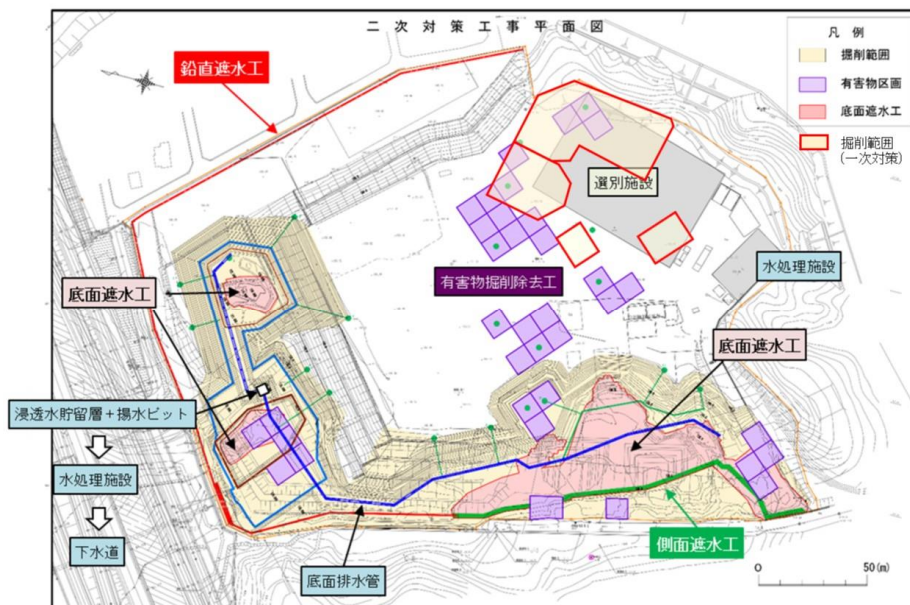 二次対策工事平面図
凡 例
掘削範囲
有害物区画
底面遮水工
掘削範囲
(一次対策)
鉛直遮水工
選別施設
水処理施設
有害物掘削除去工
底面遮水工
底面遮水工
浸透水貯留層+揚水ピット
水処理施設
下水道
底面排水管
側面遮水工
0
50(m)